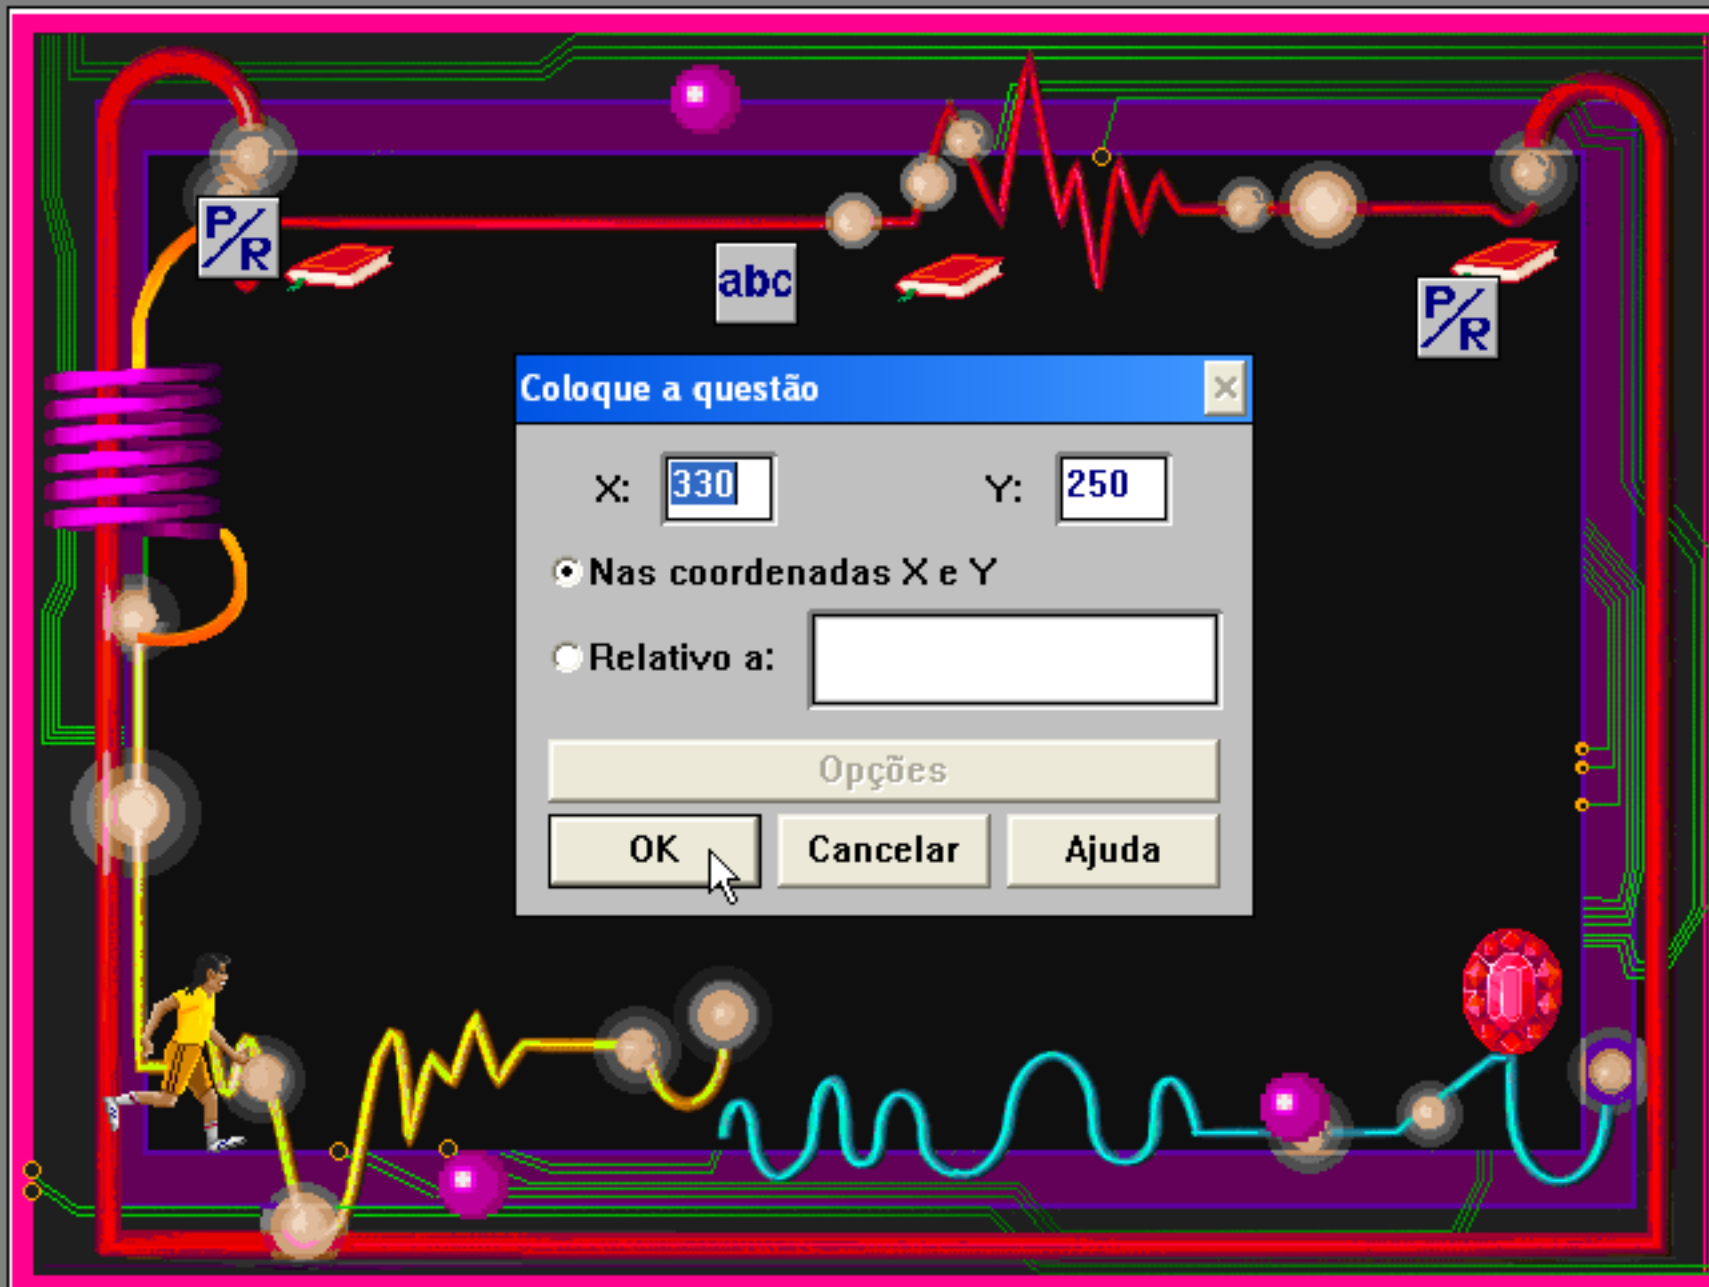 P/R
abc
P/R
Coloque a questão
X: 330 Y: 250
Nas coordenadas X e Y
Relativo a:
Opções
OK Cancelar Ajuda